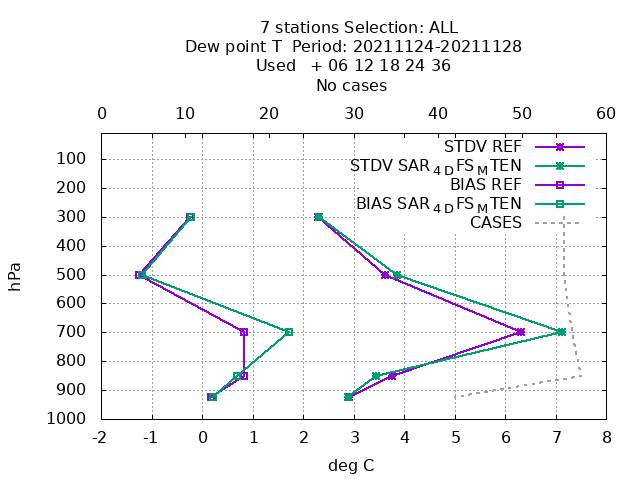 7 stations Selection: ALL
Dew point T  Period: 20211124-20211128
Used   + 06 12 18 24 36
No cases
0 10 20 30 40 50 60
STDV REF
STDV SAR4DFSMTEN
BIAS REF
BIAS SAR4DFSMTEN
CASES
100
200
300
400
500
600
700
800
900
1000
hPa
-2 -1 0 1 2 3 4 5 6 7 8
deg C